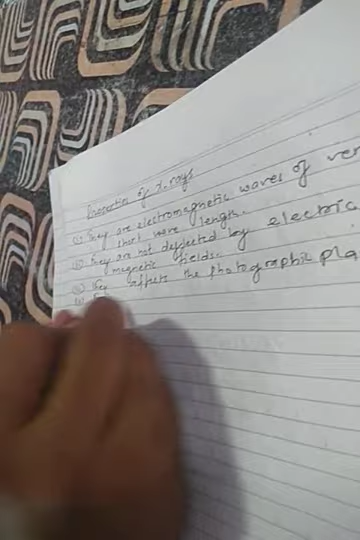 Properties of X-rays
(i) They are electromagnetic waves of very
short wave length.
(ii) They are not deflected by electric
magnetic fields.
(iii) They affects the photographic pla
(iv)